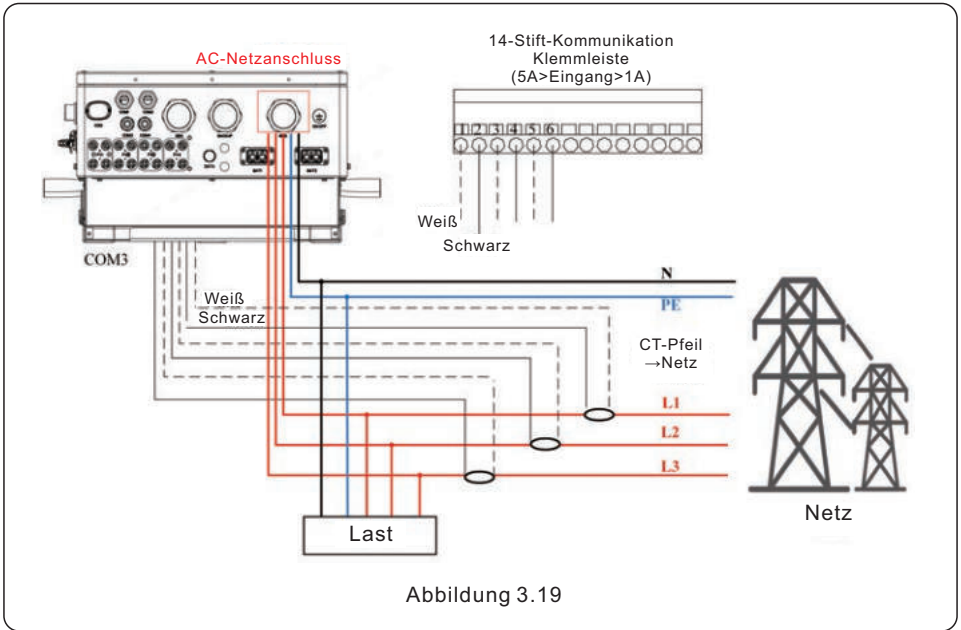 AC-Netzanschluss
14-Stift-Kommunikation
Klemmleiste
(5A>Eingang>1A)
1 2 3 4 5 6
Weiß
Schwarz
COM3
Weiß
Schwarz
N
PE
CT-Pfeil
→Netz
L1
L2
L3
Last
Netz
Abbildung 3.19